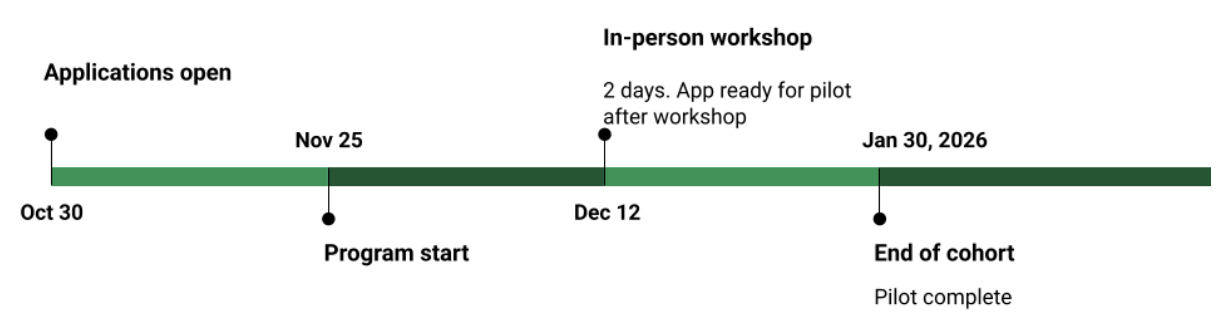 In-person workshop
Applications open
2 days. App ready for pilot
after workshop
Nov 25
Jan 30, 2026
Oct 30
Dec 12
Program start
End of cohort
Pilot complete